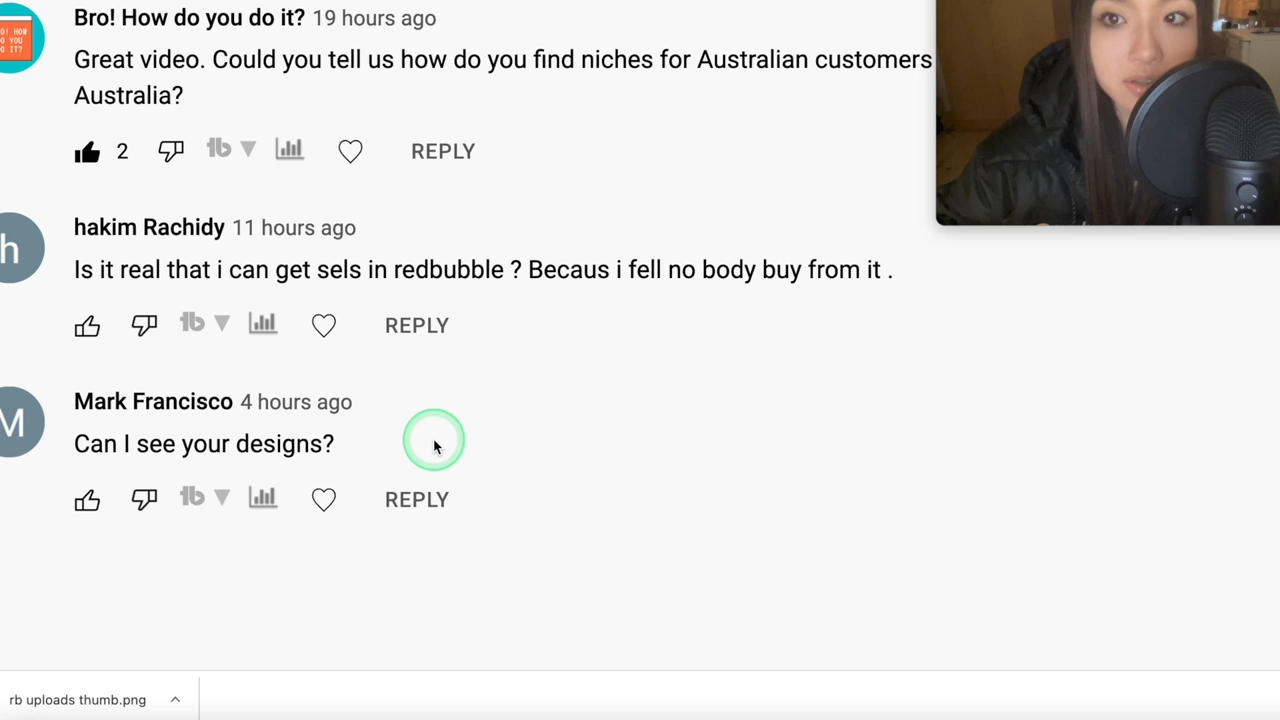 Bro! How do you do it? 19 hours ago
Great video. Could you tell us how do you find niches for Australian customers
Australia?
2 REPLY
h
hakim Rachidy 11 hours ago
Is it real that i can get sels in redbubble ? Becaus i fell no body buy from it .
REPLY
M
Mark Francisco 4 hours ago
Can I see your designs?
REPLY
rb uploads thumb.png